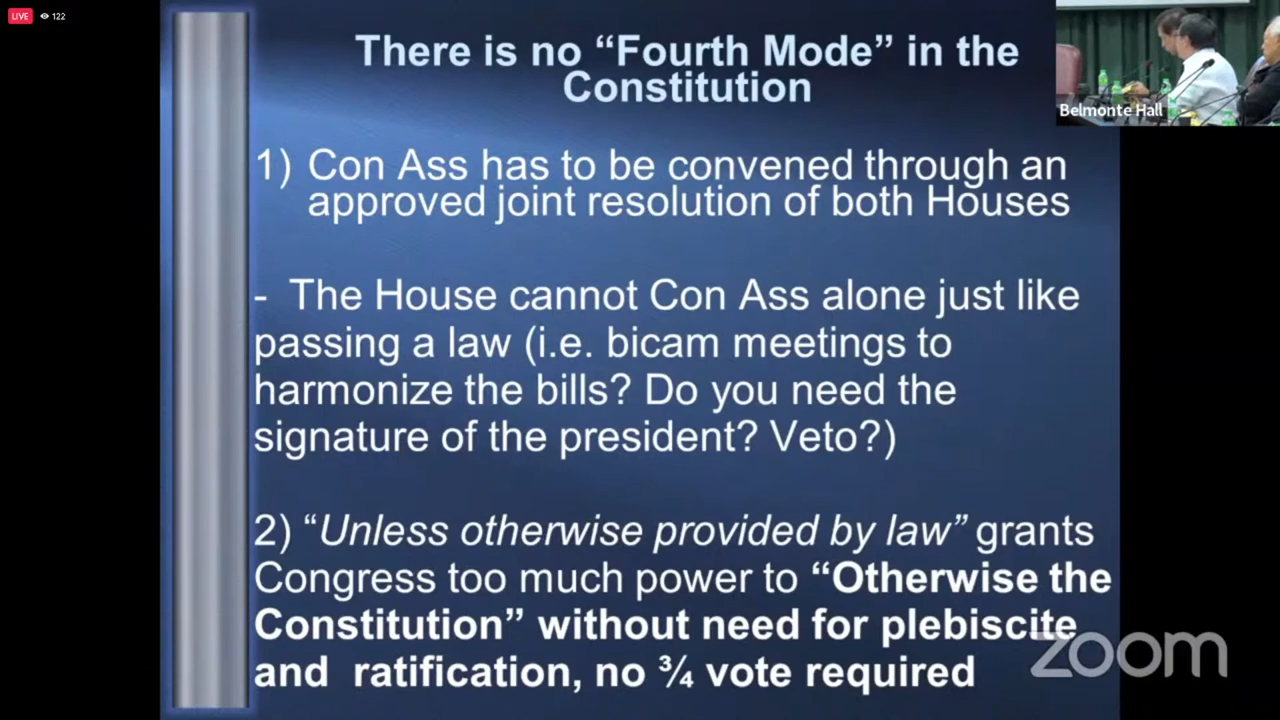 LIVE 122
There is no “Fourth Mode” in the
Constitution
Belmonte Hall
1) Con Ass has to be convened through an
approved joint resolution of both Houses
- The House cannot Con Ass alone just like
passing a law (i.e. bicam meetings to
harmonize the bills? Do you need the
signature of the president? Veto?)
2) “Unless otherwise provided by law” grants
Congress too much power to “Otherwise the
Constitution” without need for plebiscite
and ratification, no ¾ vote required
zoom